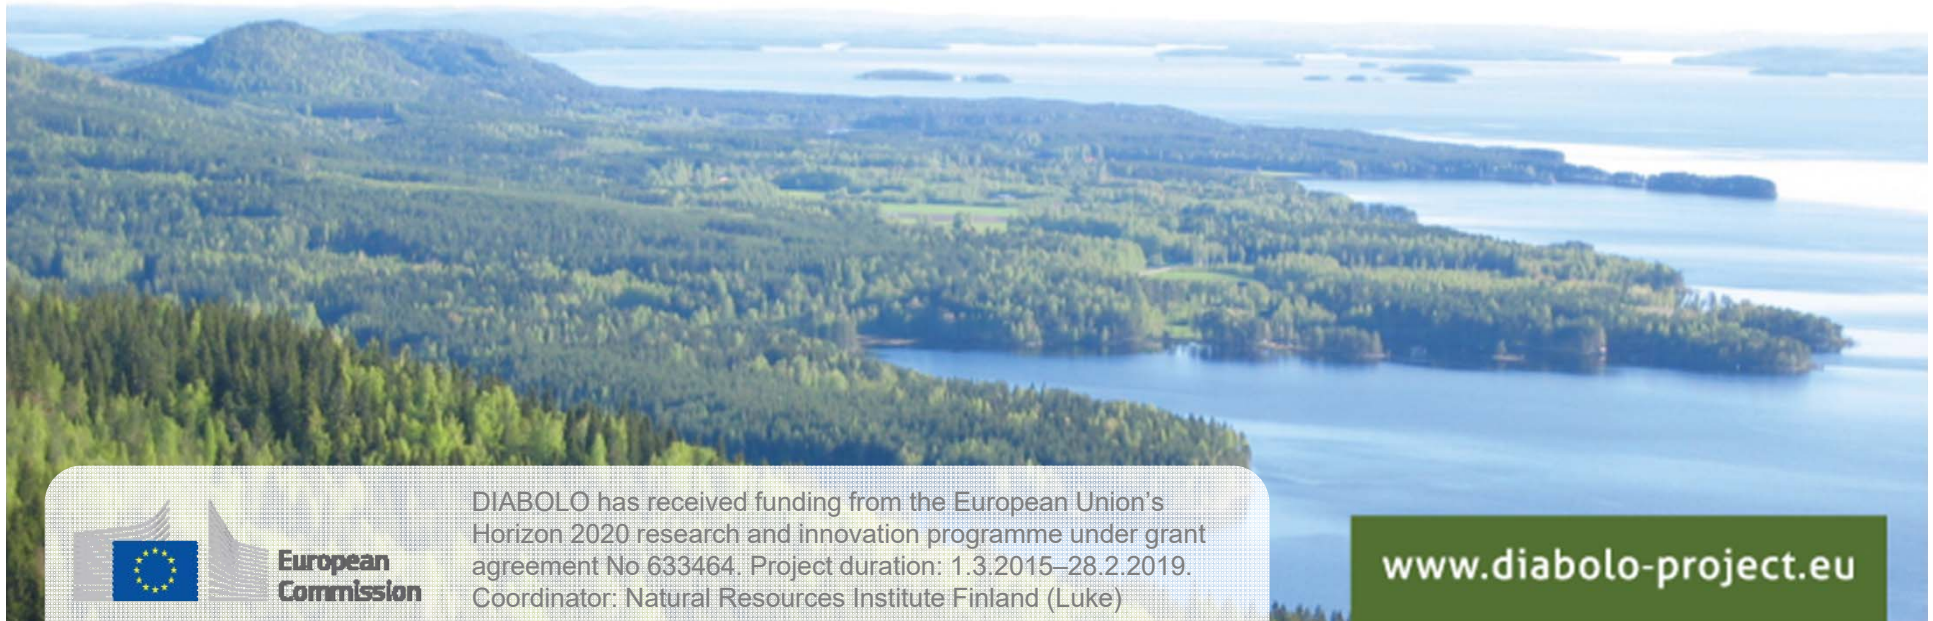 DIABOLO has received funding from the European Union’s
Horizon 2020 research and innovation programme under grant
agreement No 633464. Project duration: 1.3.2015–28.2.2019.
Coordinator: Natural Resources Institute Finland (Luke)
European
Commission
www.diabolo-project.eu